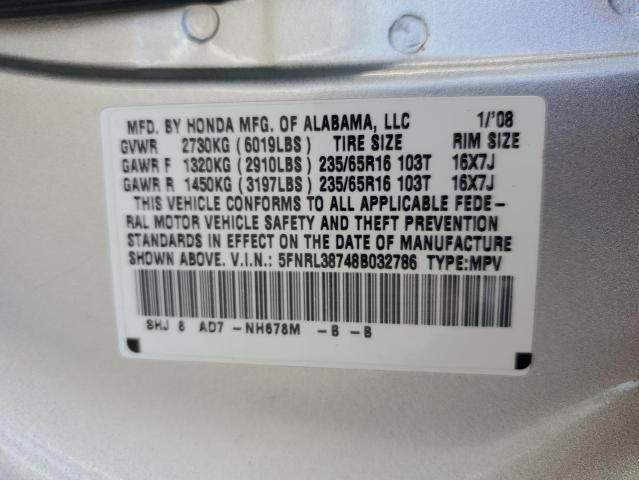 MFD. BY HONDA MFG. OF ALABAMA, LLC 1/'08
GVWR 2730KG (6019LBS) TIRE SIZE RIM SIZE
GAWR F 1320KG (2910LBS) 235/65R16 103T 16X7J
GAWR R 1450KG (3197LBS) 235/65R16 103T 16X7J
THIS VEHICLE CONFORMS TO ALL APPLICABLE FEDE-
RAL MOTOR VEHICLE SAFETY AND THEFT PREVENTION
STANDARDS IN EFFECT ON THE DATE OF MANUFACTURE
SHOWN ABOVE. V.I.N.: 5FNRL38748B032786 TYPE:MPV
SHJ 8 AD7 -NH678M -B -B